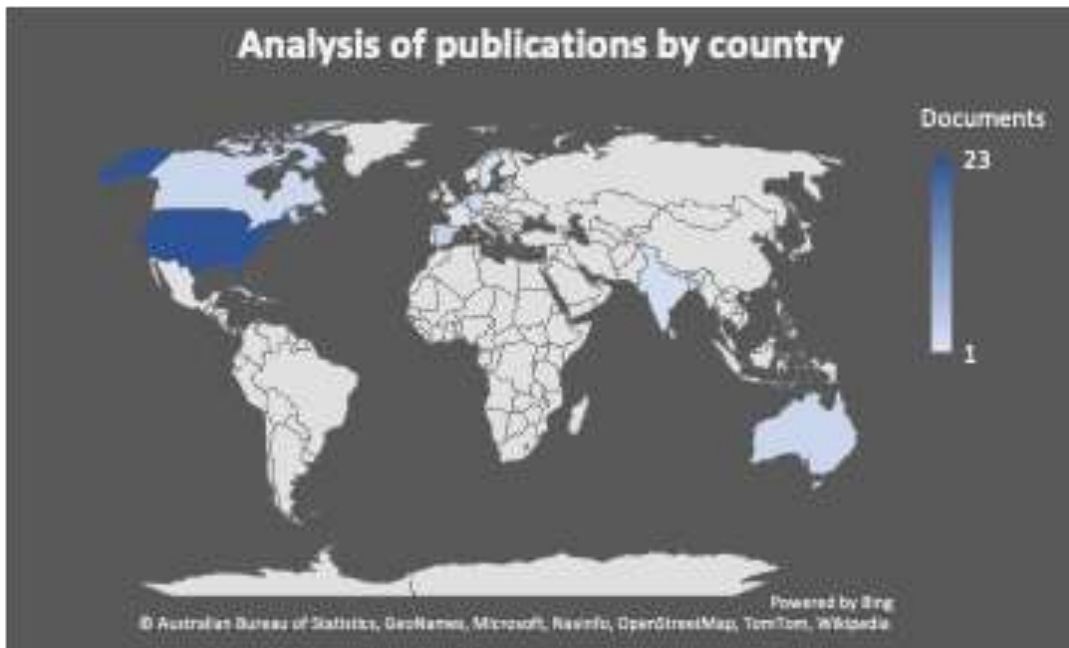 Analysis of publications by country
Documents
23
1
Powered by Bing
© Australian Bureau of Statistics, GeoNames, Microsoft, Navinfo, OpenStreetMap, TomTom, Wikipedia